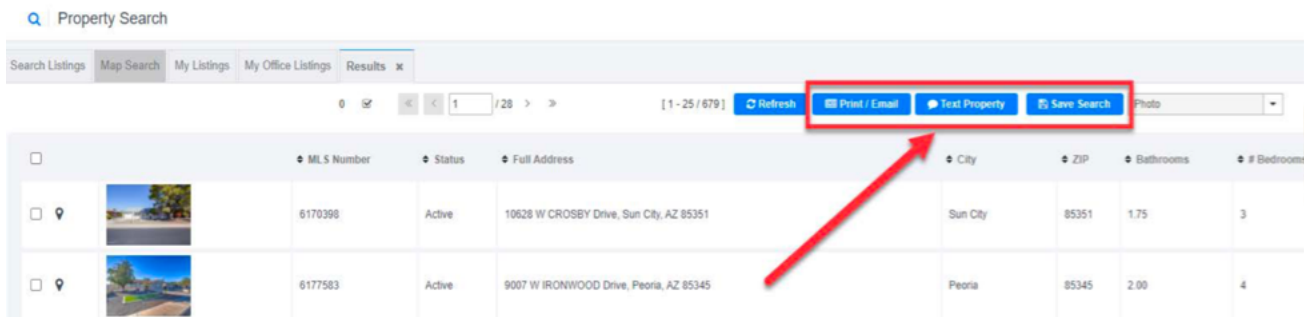 Property Search
Search Listings Map Search My Listings My Office Listings Results ×
0 1 / 28 [ 1 - 25 / 679 ] Refresh Print / Email Text Property Save Search Photo
MLS Number Status Full Address City ZIP Bathrooms # Bedrooms
6170398 Active 10628 W CROSBY Drive, Sun City, AZ 85351 Sun City 85351 1.75 3
6177583 Active 9007 W IRONWOOD Drive, Peoria, AZ 85345 Peoria 85345 2.00 4